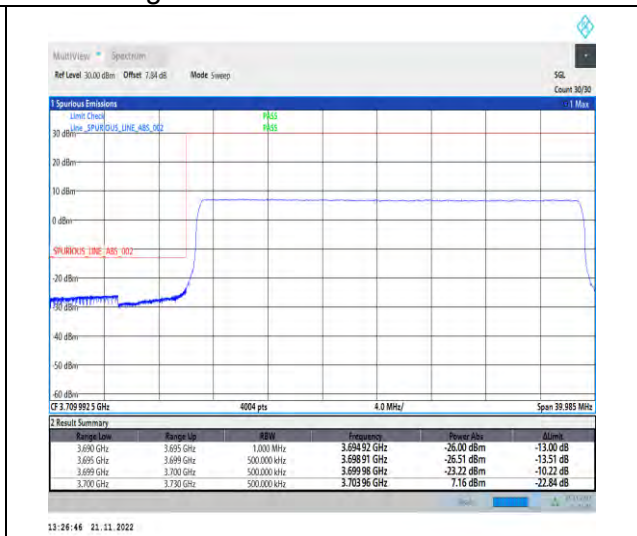 MultiView Spectrum
Ref Level 30.00 dBm Offset 7.84 dB Mode Sweep SGL
Count 30/30
1 Spurious Emissions 1 Max
Limit Check PASS
Line _SPURIOUS_LINE_ABS_002 PASS
30 dBm
20 dBm
10 dBm
0 dBm
_SPURIOUS_LINE_ABS_002
-20 dBm
-30 dBm
-40 dBm
-50 dBm
-60 dBm
CF 3.709 992 5 GHz 4004 pts 4.0 MHz/ Span 39.985 MHz
2 Result Summary
Range Low Range Up RBW Frequency Power Abs ΔLimit
3.690 GHz 3.695 GHz 1.000 MHz 3.694 92 GHz -26.00 dBm -13.00 dB
3.695 GHz 3.699 GHz 500.000 kHz 3.698 91 GHz -26.51 dBm -13.51 dB
3.699 GHz 3.700 GHz 500.000 kHz 3.699 98 GHz -23.22 dBm -10.22 dB
3.700 GHz 3.730 GHz 500.000 kHz 3.703 96 GHz 7.16 dBm -22.84 dB
13:26:46 21.11.2022